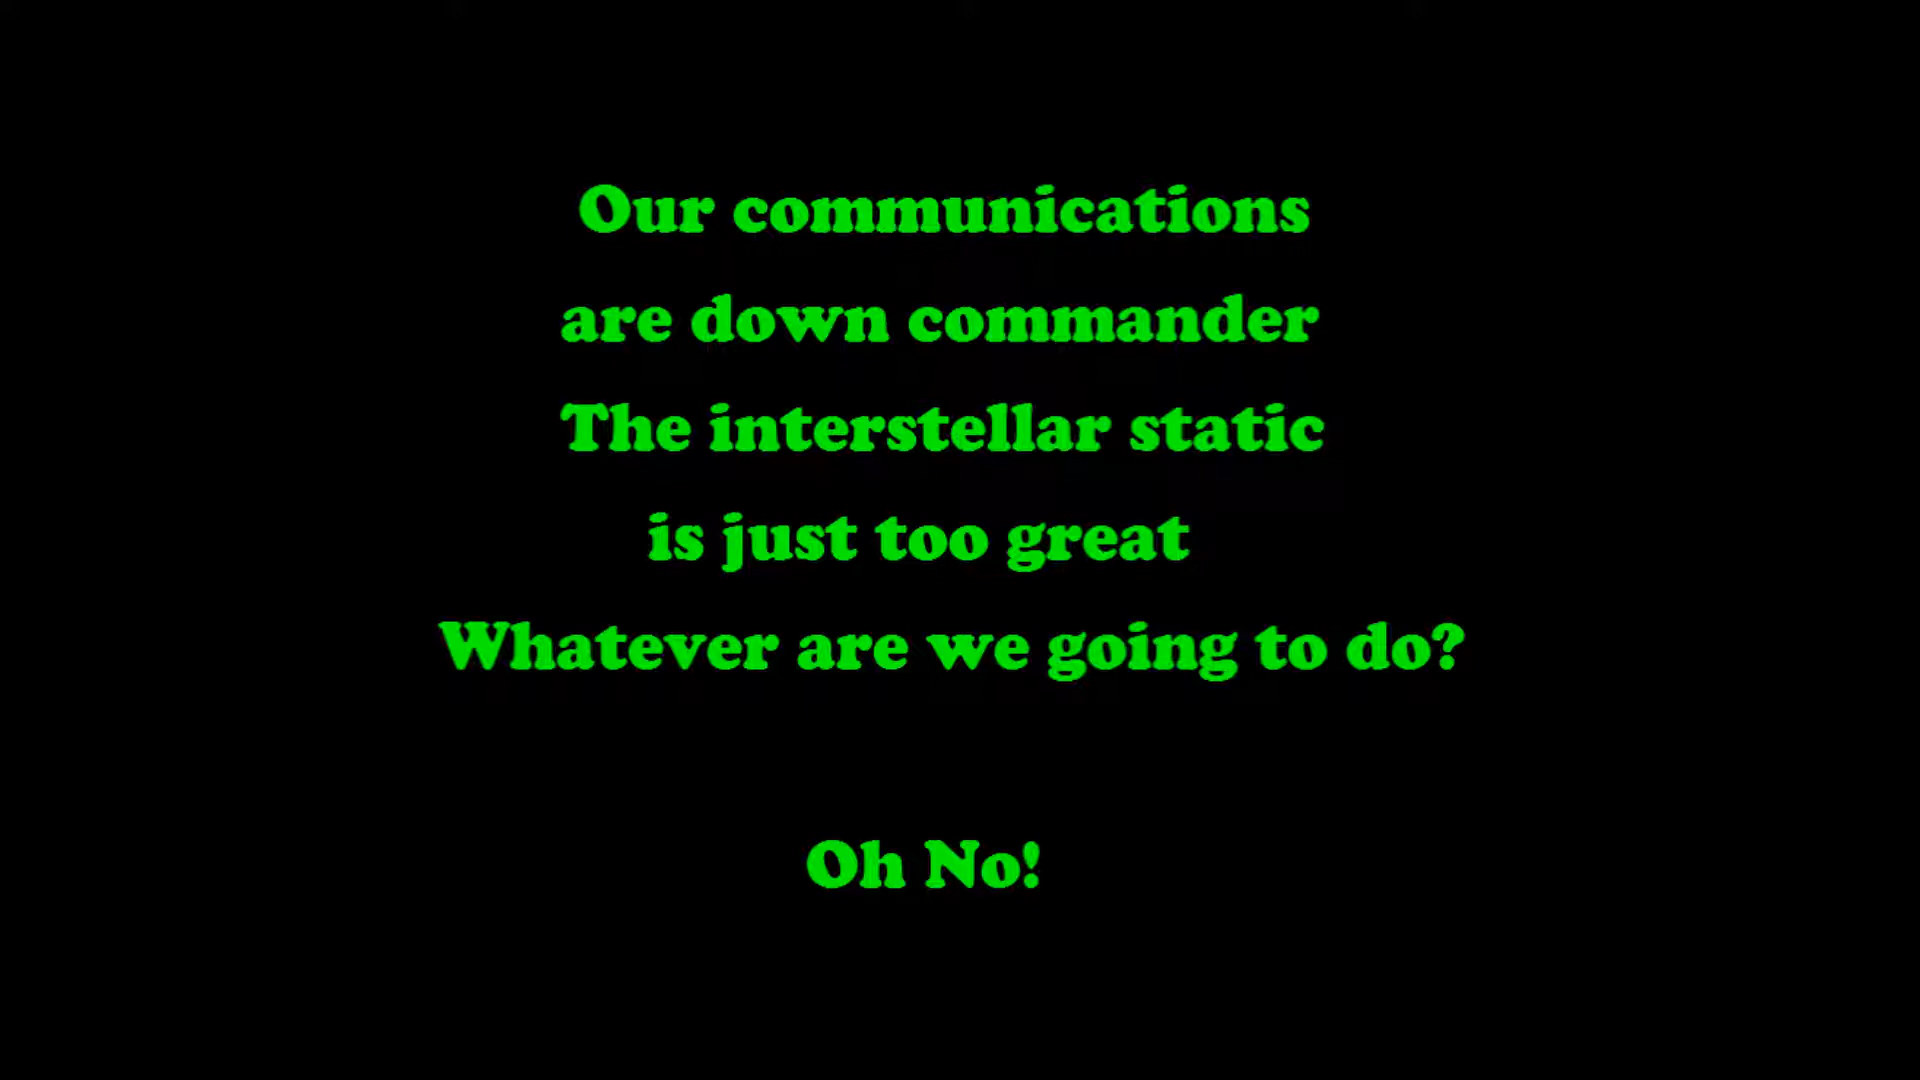 Our communications
are down commander
The interstellar static
is just too great
Whatever are we going to do?
Oh No!